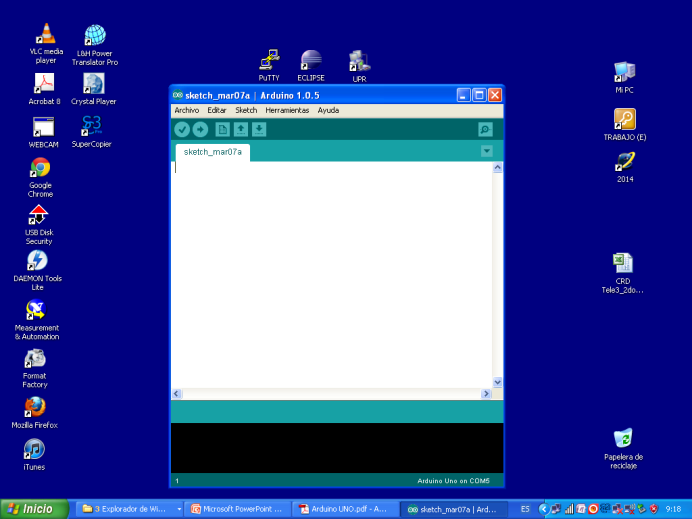 VLC media
player
L&H Power
Translator Pro
Acrobat 8
Crystal Player
WEBCAM
SuperCopier
Google
Chrome
USB Disk
Security
DAEMON Tools
Lite
Measurement
& Automation
Format
Factory
Mozilla Firefox
iTunes
PuTTY
ECLIPSE
UPR
sketch_mar07a | Arduino 1.0.5
Archivo Editar Sketch Herramientas Ayuda
sketch_mar07a
1
Arduino Uno on COM5
Mi PC
TRABAJO (E)
2014
CRD
Tele3_2do...
Papelera de
reciclaje
Inicio
3 Explorador de Wi...
Microsoft PowerPoint ...
Arduino UNO.pdf - A...
sketch_mar07a | Ard...
ES
9:18